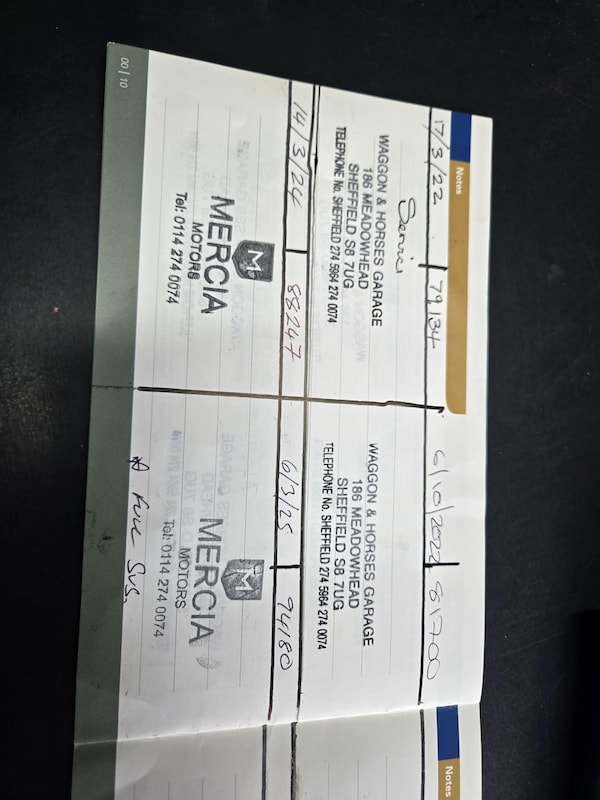 Notes
17/3/22 79134
WAGGON & HORSES GARAGE
186 MEADOWHEAD
SHEFFIELD S8 7UG
TELEPHONE No. SHEFFIELD 274 5964 274 0074
Service
6/10/2022 81700
WAGGON & HORSES GARAGE
186 MEADOWHEAD
SHEFFIELD S8 7UG
TELEPHONE No. SHEFFIELD 274 5964 274 0074
14/3/24 88247
M
MERCIA
MOTORS
Tel: 0114 274 0074
6/3/25 94180
M
MERCIA
MOTORS
Tel: 0114 274 0074
* FULL SVS.
00 | 10
Notes